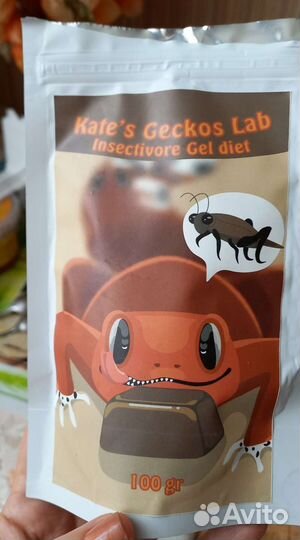 Kate's Geckos Lab
Insectivore Gel diet
100 gr
Avito